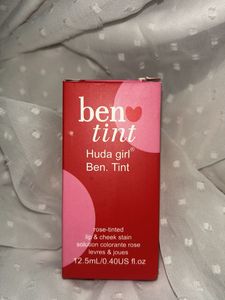 ben
tint
Huda girl®
Ben. Tint
rose-tinted
lip & cheek stain
solution colorante rose
levres & joues
12.5mL/0.40US fl.oz